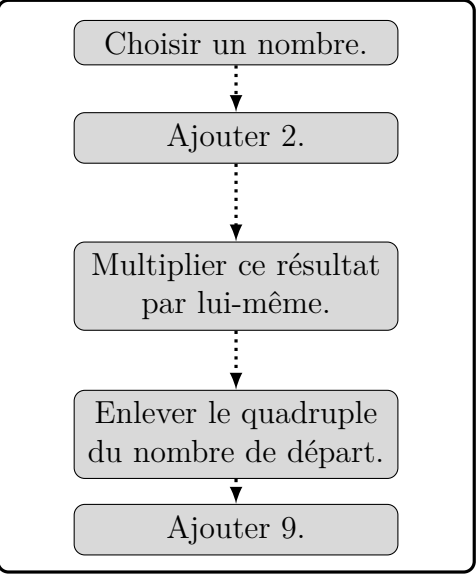 Choisir un nombre.
Ajouter 2.
Multiplier ce résultat
par lui-même.
Enlever le quadruple
du nombre de départ.
Ajouter 9.